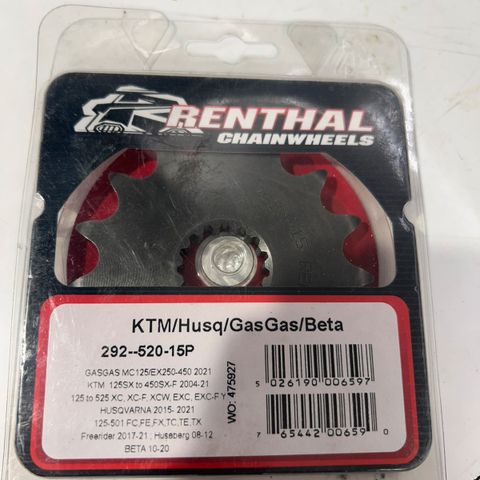 RENTHAL
CHAINWHEELS
15
KTM/Husq/GasGas/Beta
292--520-15P
GASGAS MC125/EX250-450 2021
KTM 125SX to 450SX-F 2004-21
125 to 525 XC, XC-F, XCW, EXC, EXC-F Y
HUSQVARNA 2015- 2021
125-501 FC,FE,FX,TC,TE,TX
Freerider 2017-21, Husaberg 08-12
BETA 10-20
WO: 475927
5 026190 006597
7 65442 00659 0